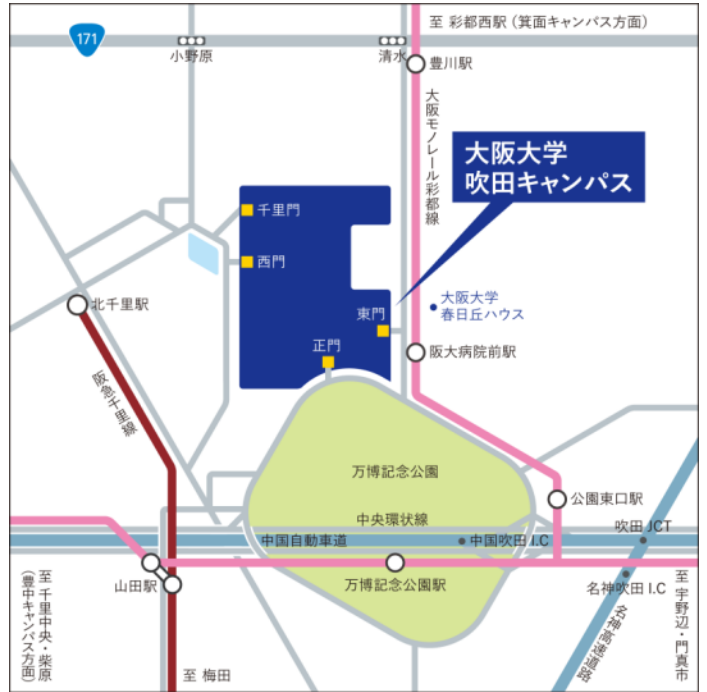 至 彩都西駅 (箕面キャンパス方面)
171
小野原
清水
豊川駅
大阪モノレール彩都線
大阪大学
吹田キャンパス
千里門
西門
大阪大学
春日丘ハウス
北千里駅
東門
正門
阪大病院前駅
阪急千里線
万博記念公園
公園東口駅
中央環状線
吹田 JCT
中国自動車道
中国吹田 I.C
山田駅
万博記念公園駅
名神吹田 I.C
至 千里中央・柴原
(豊中キャンパス方面)
至 梅田
名神高速道路
至 宇野辺・門真市